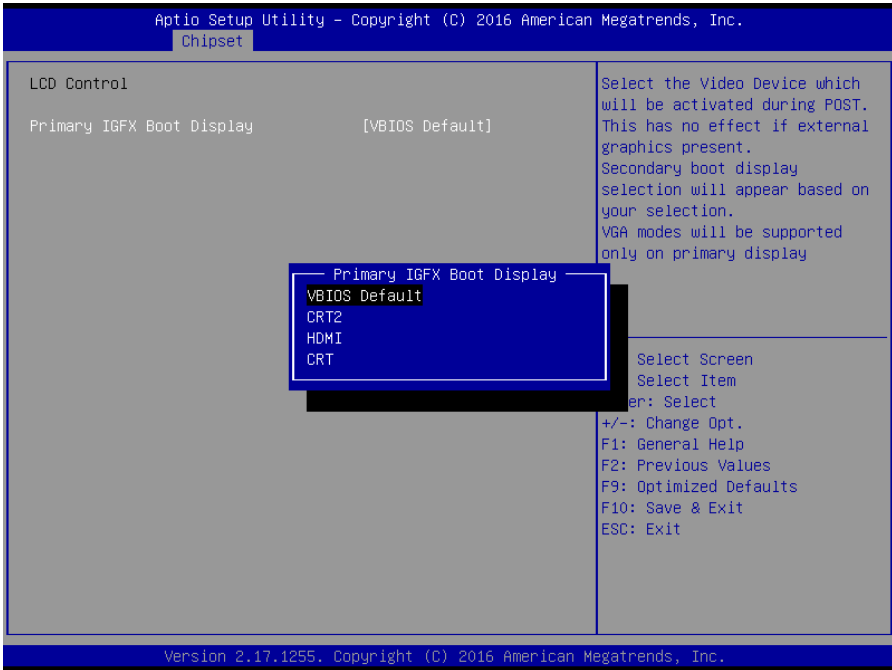 Aptio Setup Utility – Copyright (C) 2016 American Megatrends, Inc.
Chipset
LCD Control
Primary IGFX Boot Display [VBIOS Default]
Select the Video Device which
will be activated during POST.
This has no effect if external
graphics present.
Secondary boot display
selection will appear based on
your selection.
VGA modes will be supported
only on primary display
Primary IGFX Boot Display
VBIOS Default
CRT2
HDMI
CRT
Select Screen
Select Item
er: Select
+/-: Change Opt.
F1: General Help
F2: Previous Values
F9: Optimized Defaults
F10: Save & Exit
ESC: Exit
Version 2.17.1255. Copyright (C) 2016 American Megatrends, Inc.